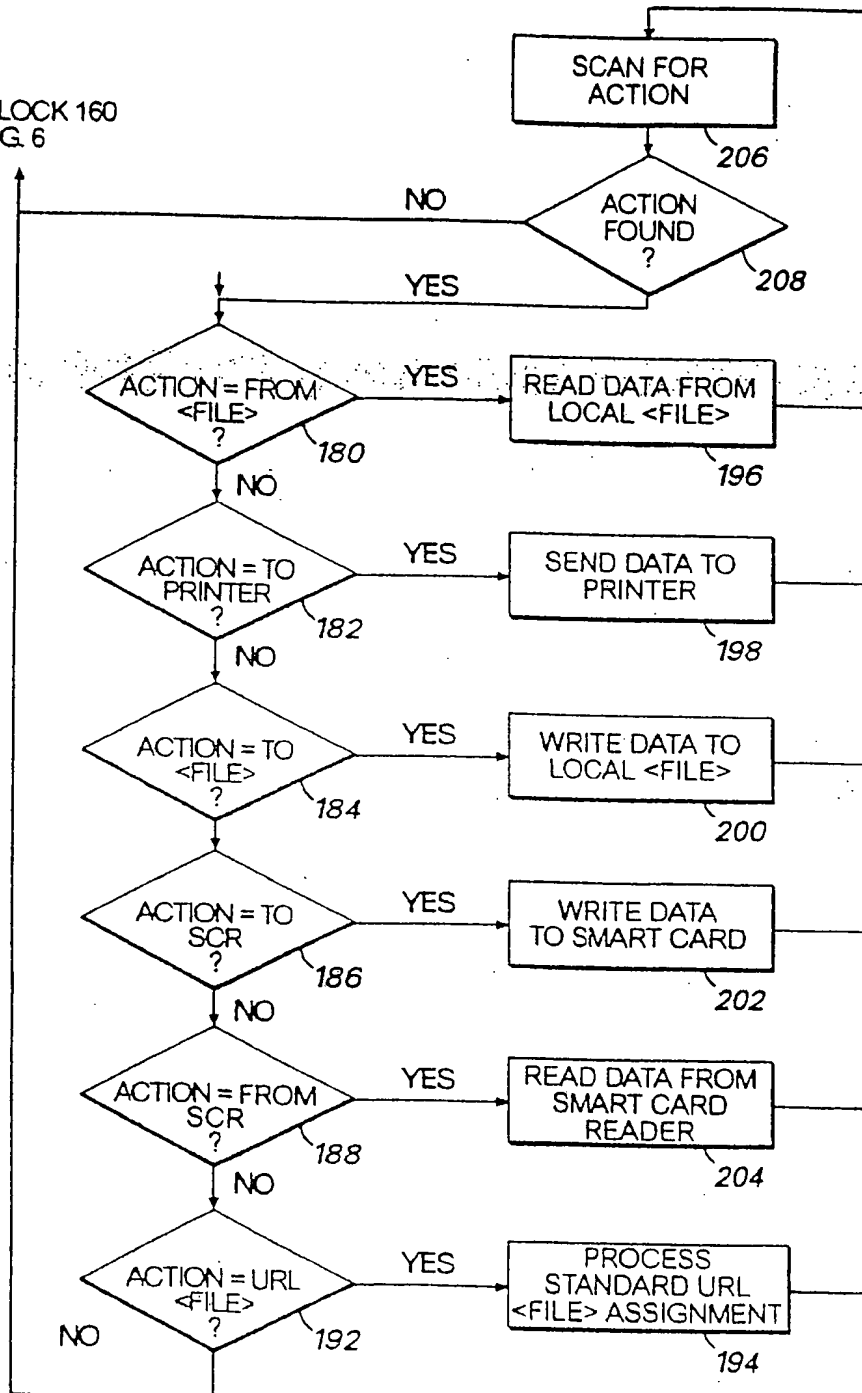 SCAN FOR
ACTION
206
LOCK 160
G. 6
NO
ACTION
FOUND
?
208
YES
ACTION = FROM
<FILE>
?
180
YES
READ DATA FROM
LOCAL <FILE>
196
NO
ACTION = TO
PRINTER
?
182
YES
SEND DATA TO
PRINTER
198
NO
ACTION = TO
<FILE>
?
184
YES
WRITE DATA TO
LOCAL <FILE>
200
ACTION = TO
SCR
?
186
YES
WRITE DATA
TO SMART CARD
202
NO
ACTION = FROM
SCR
?
188
YES
READ DATA FROM
SMART CARD
READER
204
NO
ACTION = URL
<FILE>
?
192
YES
PROCESS
STANDARD URL
<FILE> ASSIGNMENT
194
NO